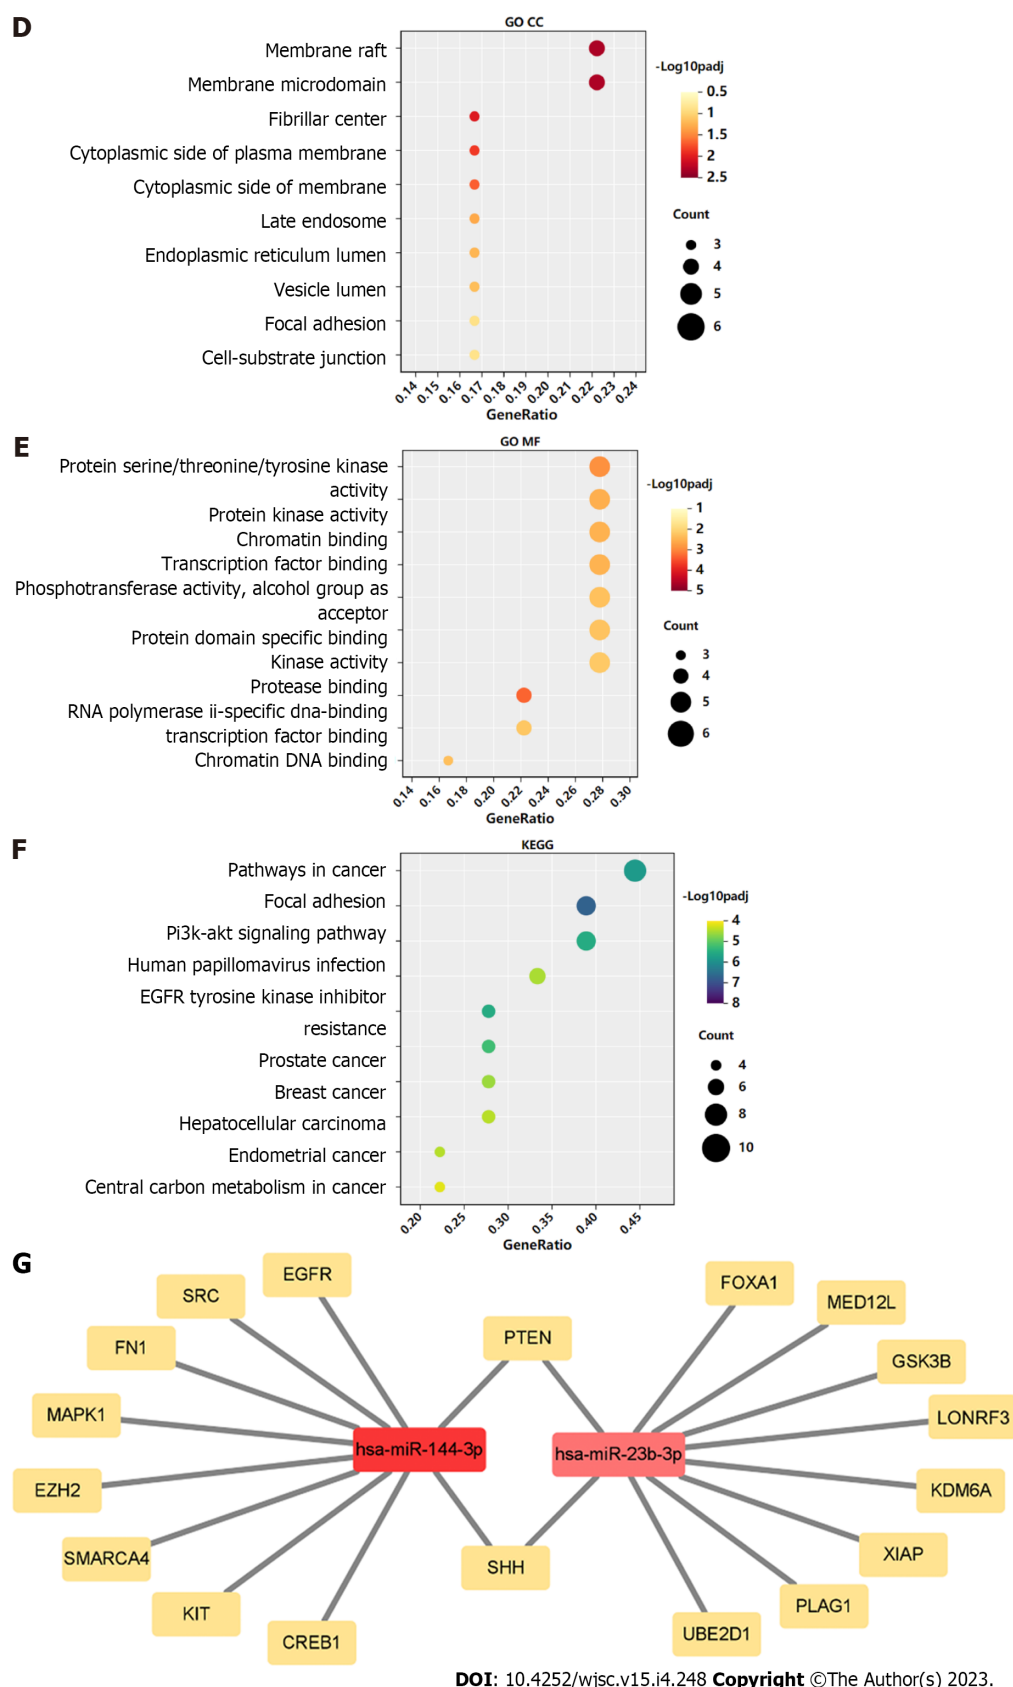 D
GO CC
Membrane raft
Membrane microdomain
Fibrillar center
Cytoplasmic side of plasma membrane
Cytoplasmic side of membrane
Late endosome
Endoplasmic reticulum lumen
Vesicle lumen
Focal adhesion
Cell-substrate junction
0.14 0.15 0.16 0.17 0.18 0.19 0.20 0.21 0.22 0.23 0.24
GeneRatio
-Log10padj
0.5
1
1.5
2
2.5
Count
3
4
5
6
E
GO MF
Protein serine/threonine/tyrosine kinase
activity
Protein kinase activity
Chromatin binding
Transcription factor binding
Phosphotransferase activity, alcohol group as
acceptor
Protein domain specific binding
Kinase activity
Protease binding
RNA polymerase ii-specific dna-binding
transcription factor binding
Chromatin DNA binding
0.14 0.16 0.18 0.20 0.22 0.24 0.26 0.28 0.30
GeneRatio
-Log10padj
1
2
3
4
5
Count
3
4
5
6
F
KEGG
Pathways in cancer
Focal adhesion
Pi3k-akt signaling pathway
Human papillomavirus infection
EGFR tyrosine kinase inhibitor
resistance
Prostate cancer
Breast cancer
Hepatocellular carcinoma
Endometrial cancer
Central carbon metabolism in cancer
0.20 0.25 0.30 0.35 0.40 0.45
GeneRatio
-Log10padj
4
5
6
7
8
Count
4
6
8
10
G
EGFR
SRC
FN1
MAPK1
EZH2
SMARCA4
KIT
CREB1
hsa-miR-144-3p
PTEN
SHH
hsa-miR-23b-3p
FOXA1
MED12L
GSK3B
LONRF3
KDM6A
XIAP
PLAG1
UBE2D1
DOI: 10.4252/wjsc.v15.i4.248 Copyright ©The Author(s) 2023.